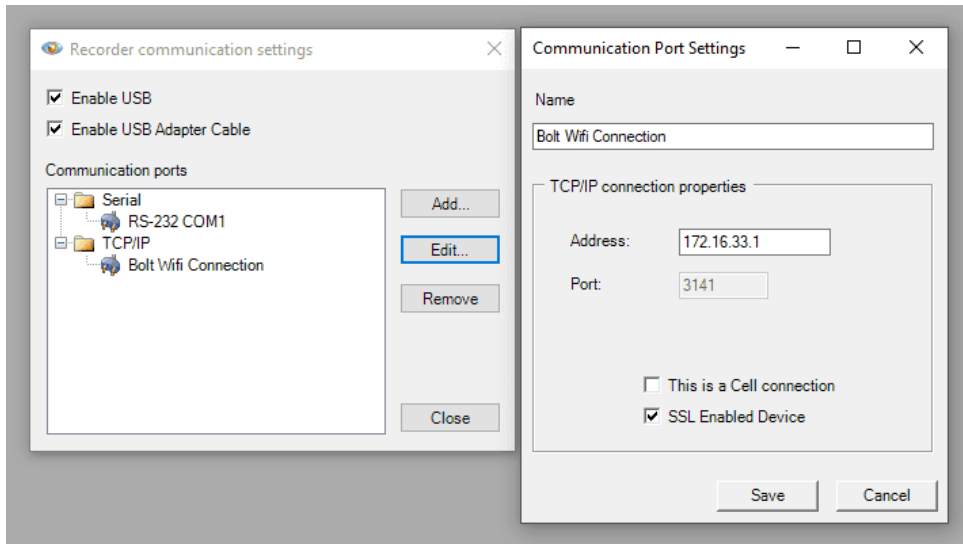 Recorder communication settings
Enable USB
Enable USB Adapter Cable
Communication ports
Serial
RS-232 COM1
TCP/IP
Bolt Wifi Connection
Add...
Edit...
Remove
Close
Communication Port Settings
Name
Bolt Wifi Connection
TCP/IP connection properties
Address: 172.16.33.1
Port: 3141
This is a Cell connection
SSL Enabled Device
Save Cancel